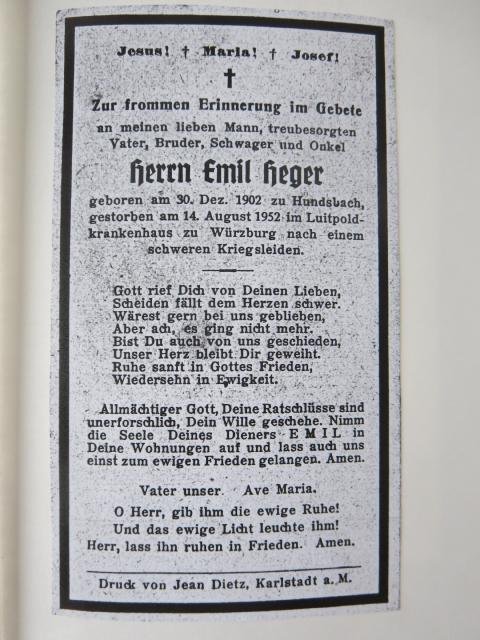 Jesus! † Maria! † Josef!
†
Zur frommen Erinnerung im Gebete
an meinen lieben Mann, treubesorgten
Vater, Bruder, Schwager und Onkel
Herrn Emil Heger
geboren am 30. Dez. 1902 zu Hundsbach,
gestorben am 14. August 1952 im Luitpold-
krankenhaus zu Würzburg nach einem
schweren Kriegsleiden.
Gott rief Dich von Deinen Lieben,
Scheiden fällt dem Herzen schwer.
Wärest gern bei uns geblieben,
Aber ach, es ging nicht mehr.
Bist Du auch von uns geschieden,
Unser Herz bleibt Dir geweiht.
Ruhe sanft in Gottes Frieden,
Wiedersehn in Ewigkeit.
Allmächtiger Gott, Deine Ratschlüsse sind
unerforschlich, Dein Wille geschehe. Nimm
die Seele Deines Dieners EMIL in
Deine Wohnungen auf und lass auch uns
einst zum ewigen Frieden gelangen. Amen.
Vater unser. Ave Maria.
O Herr, gib ihm die ewige Ruhe!
Und das ewige Licht leuchte ihm!
Herr, lass ihn ruhen in Frieden. Amen.
Druck von Jean Dietz, Karlstadt a. M.